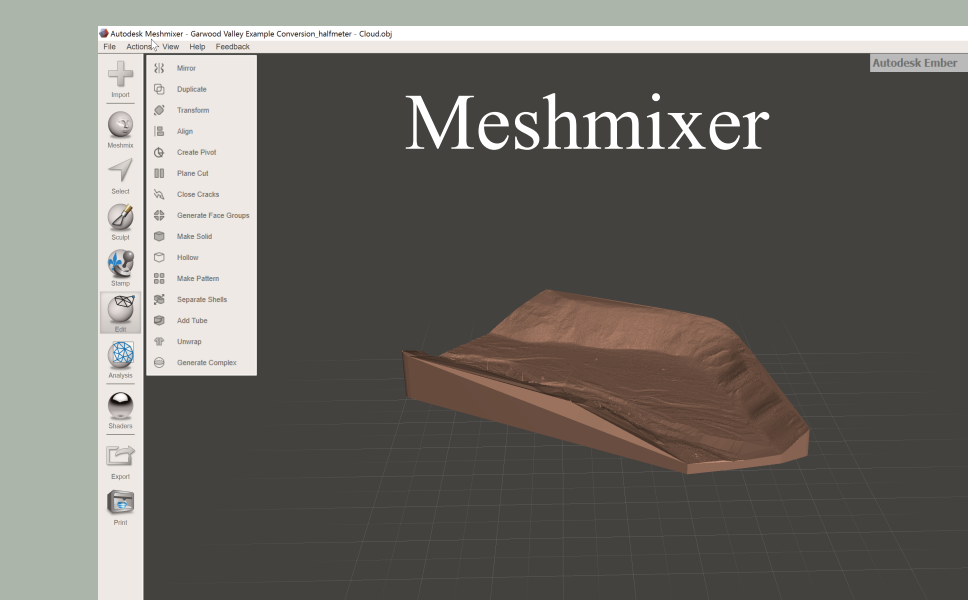 Autodesk Meshmixer - Garwood Valley Example Conversion_halfmeter - Cloud.obj
File Actions View Help Feedback
Autodesk Ember
Meshmixer
Import
Meshmix
Select
Sculpt
Stamp
Edit
Analysis
Shaders
Export
Print
Mirror
Duplicate
Transform
Align
Create Pivot
Plane Cut
Close Cracks
Generate Face Groups
Make Solid
Hollow
Make Pattern
Separate Shells
Add Tube
Unwrap
Generate Complex